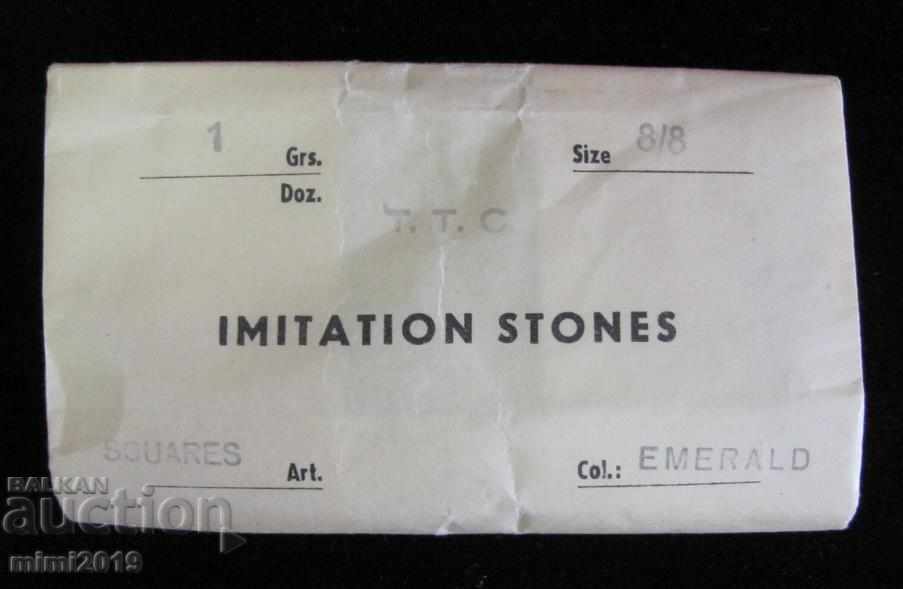 1 Grs. Size 8/8
Doz.
T. T. C
IMITATION STONES
SQUARES Art. Col.: EMERALD
BALKAN
auction
mimi2019